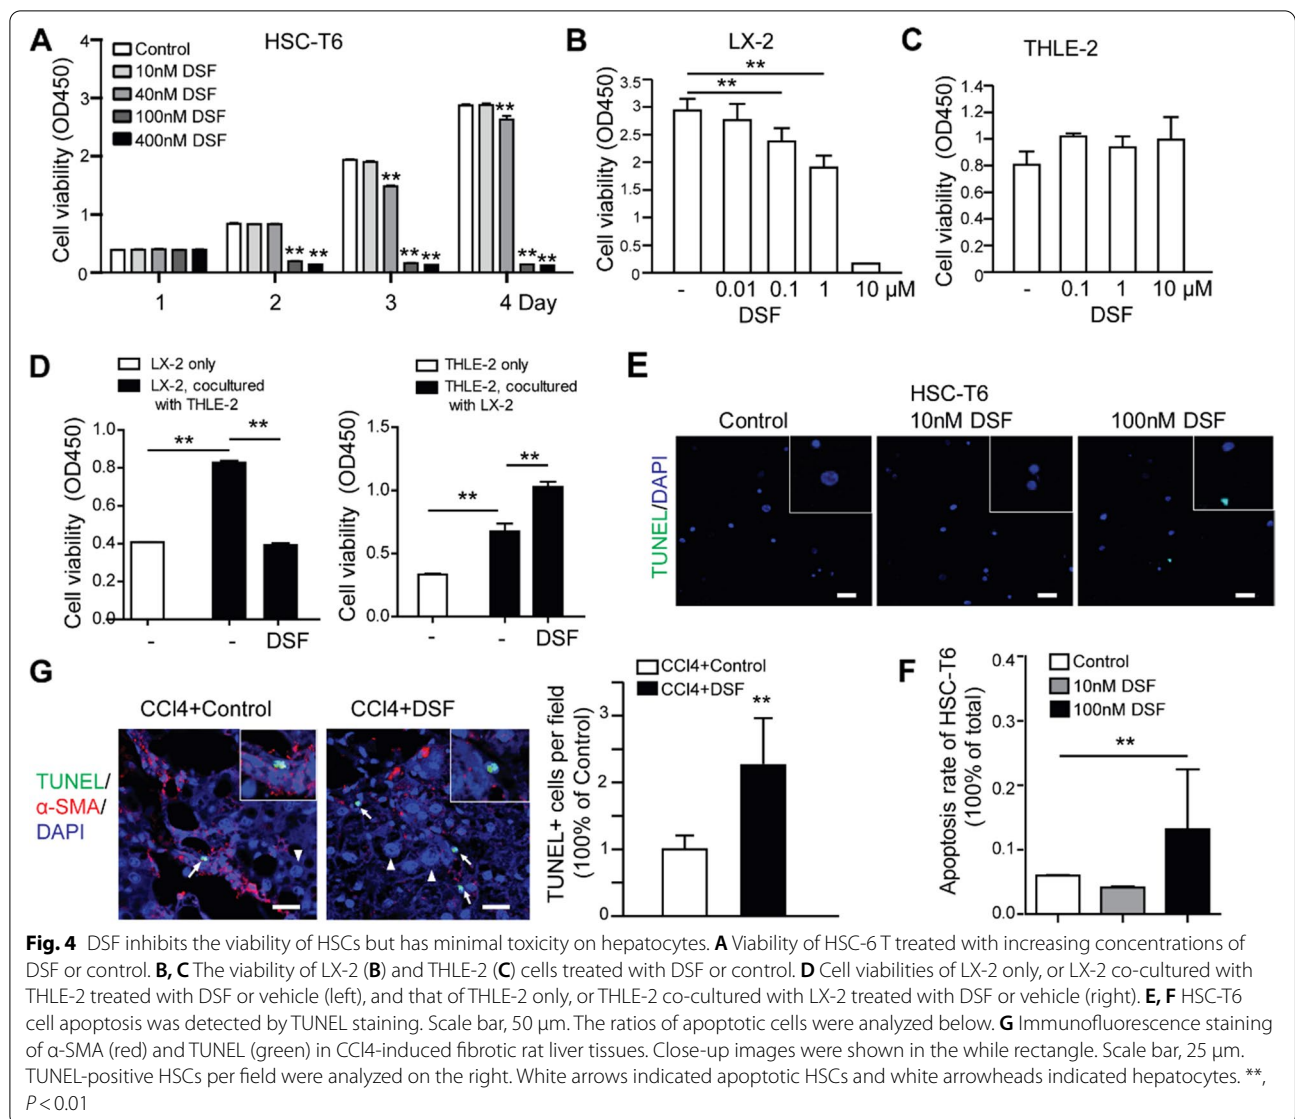 A
HSC-T6
Cell viability (OD450)
4
3
2
1
0
Control
10nM DSF
40nM DSF
100nM DSF
400nM DSF
**
**
**
**
**
**
**
**
1 2 3 4 Day
B
LX-2
Cell viability (OD450)
3.5
3
2.5
2
1.5
1
0.5
0
**
**
- 0.01 0.1 1 10 µM
DSF
C
THLE-2
Cell viability (OD450)
1.4
1.2
1
0.8
0.6
0.4
0.2
0
- 0.1 1 10 µM
DSF
D
LX-2 only
LX-2, cocultured
with THLE-2
Cell viability (OD450)
1.0
0.8
0.6
0.4
0.2
0.0
**
**
- - DSF
THLE-2 only
THLE-2, cocultured
with LX-2
Cell viability (OD450)
1.5
1.0
0.5
0.0
**
**
- - DSF
E
HSC-T6
Control 10nM DSF 100nM DSF
TUNEL/DAPI
G
CCl4+Control CCl4+DSF
TUNEL/
α-SMA/
DAPI
CCl4+Control
CCl4+DSF
TUNEL+ cells per field
(100% of Control)
3
2
1
0
**
F
Apoptosis rate of HSC-T6
(100% of total)
0.4
0.3
0.2
0.1
0.0
Control
10nM DSF
100nM DSF
**
Fig. 4 DSF inhibits the viability of HSCs but has minimal toxicity on hepatocytes. A Viability of HSC-6 T treated with increasing concentrations of
DSF or control. B, C The viability of LX-2 (B) and THLE-2 (C) cells treated with DSF or control. D Cell viabilities of LX-2 only, or LX-2 co-cultured with
THLE-2 treated with DSF or vehicle (left), and that of THLE-2 only, or THLE-2 co-cultured with LX-2 treated with DSF or vehicle (right). E, F HSC-T6
cell apoptosis was detected by TUNEL staining. Scale bar, 50 µm. The ratios of apoptotic cells were analyzed below. G Immunofluorescence staining
of α-SMA (red) and TUNEL (green) in CCl4-induced fibrotic rat liver tissues. Close-up images were shown in the while rectangle. Scale bar, 25 µm.
TUNEL-positive HSCs per field were analyzed on the right. White arrows indicated apoptotic HSCs and white arrowheads indicated hepatocytes. **,
P < 0.01